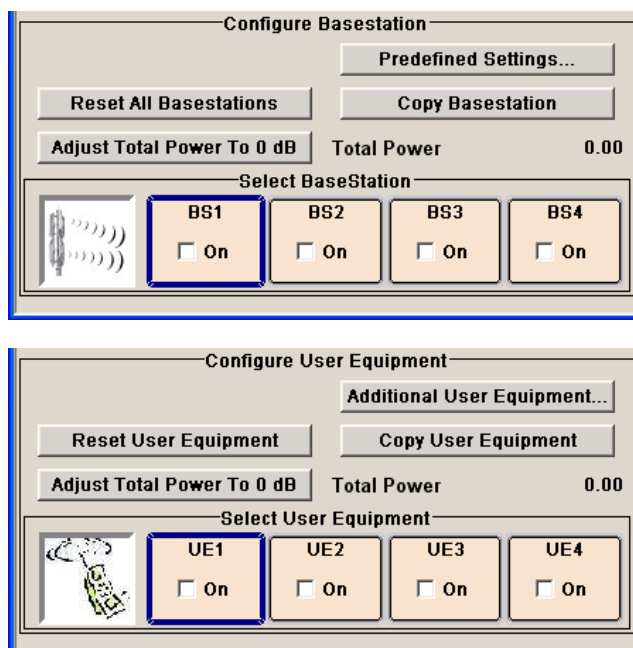 Configure Basestation
Predefined Settings...
Reset All Basestations Copy Basestation
Adjust Total Power To 0 dB Total Power 0.00
Select BaseStation
BS1 BS2 BS3 BS4
On On On On
Configure User Equipment
Additional User Equipment...
Reset User Equipment Copy User Equipment
Adjust Total Power To 0 dB Total Power 0.00
Select User Equipment
UE1 UE2 UE3 UE4
On On On On